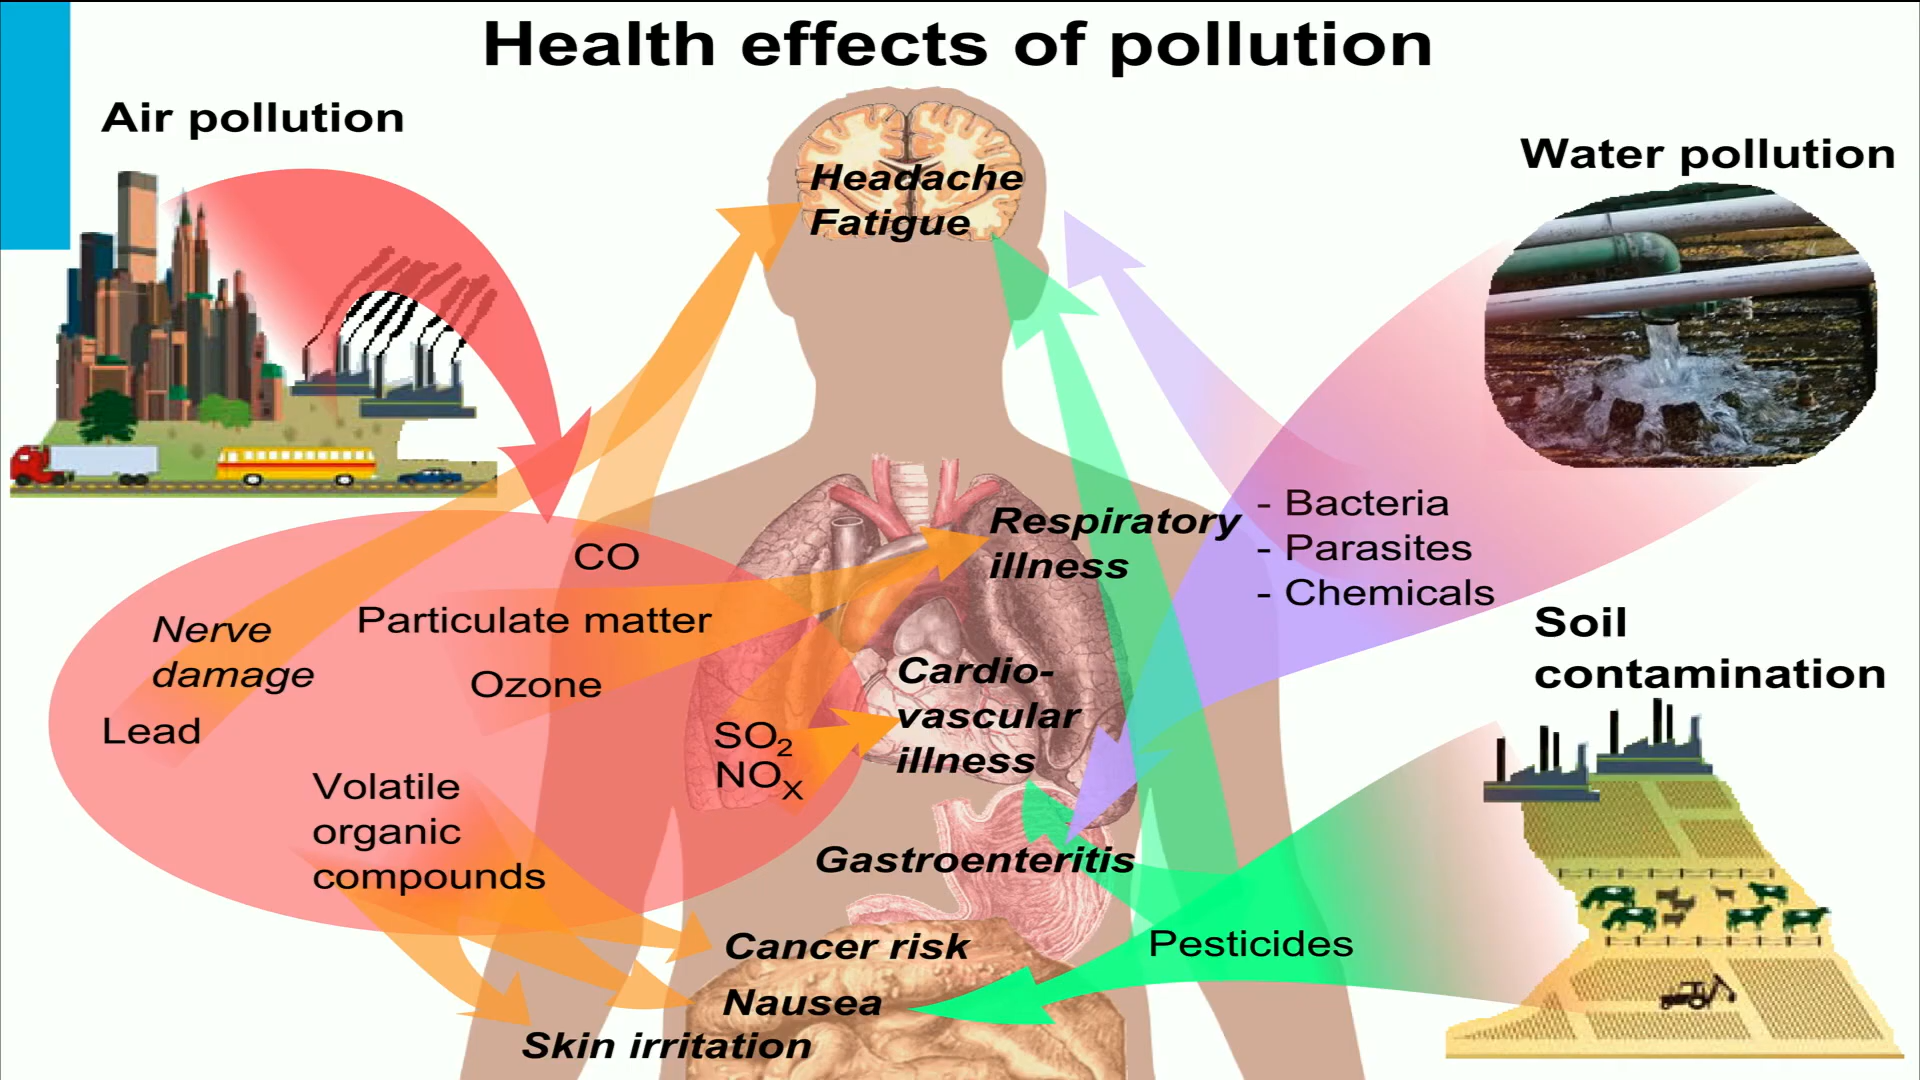 Health effects of pollution
Air pollution
Water pollution
Headache
Fatigue
Respiratory
illness
- Bacteria
- Parasites
- Chemicals
CO
Nerve
damage
Particulate matter
Ozone
Lead
SO2
NOX
Cardio-
vascular
illness
Soil
contamination
Volatile
organic
compounds
Gastroenteritis
Pesticides
Cancer risk
Nausea
Skin irritation